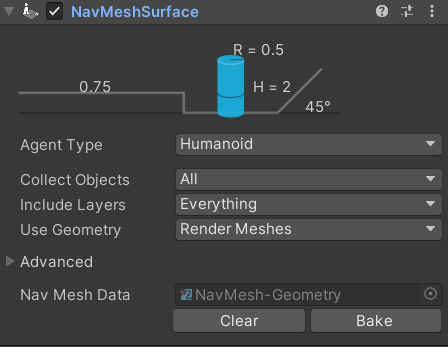 NavMeshSurface
R = 0.5
0.75
H = 2
45°
Agent Type Humanoid
Collect Objects All
Include Layers Everything
Use Geometry Render Meshes
Advanced
Nav Mesh Data NavMesh-Geometry
Clear Bake